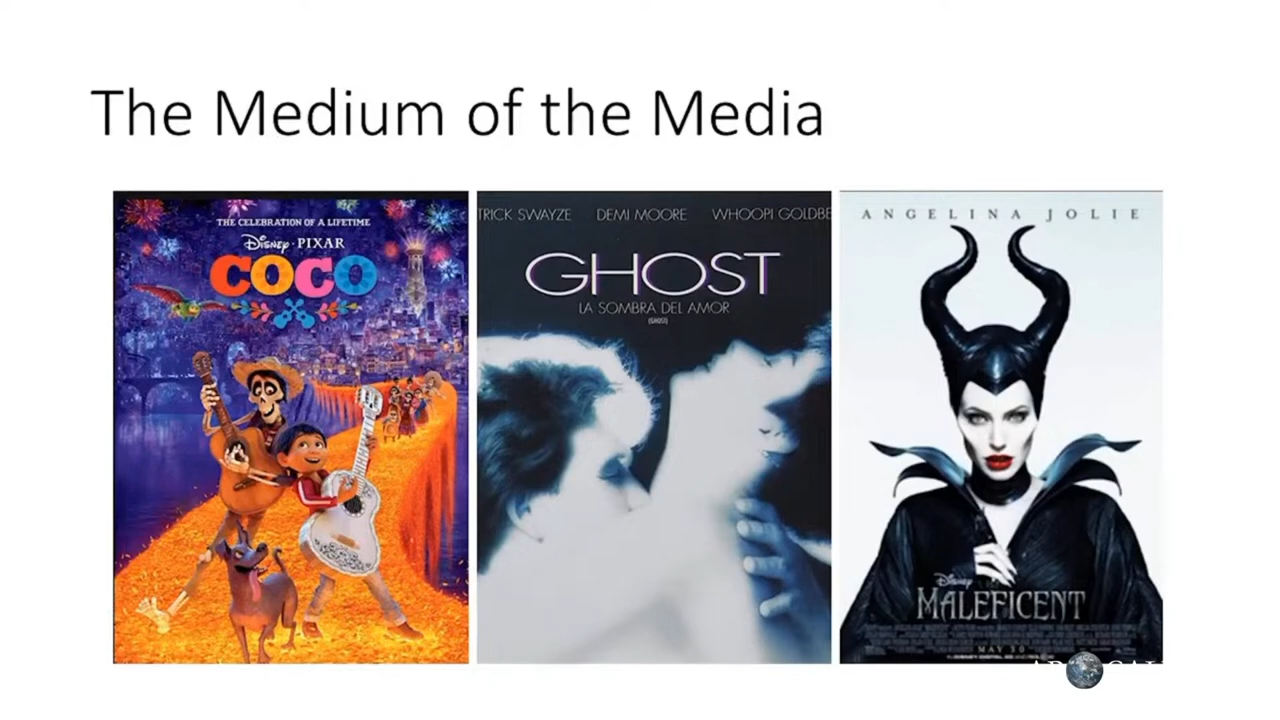 The Medium of the Media
THE CELEBRATION OF A LIFETIME
Disney · PIXAR
COCO
TRICK SWAYZE DEMI MOORE WHOOPI GOLDBE
GHOST
LA SOMBRA DEL AMOR
(GHOST)
ANGELINA JOLIE
Disney
MALEFICENT
MAY 30